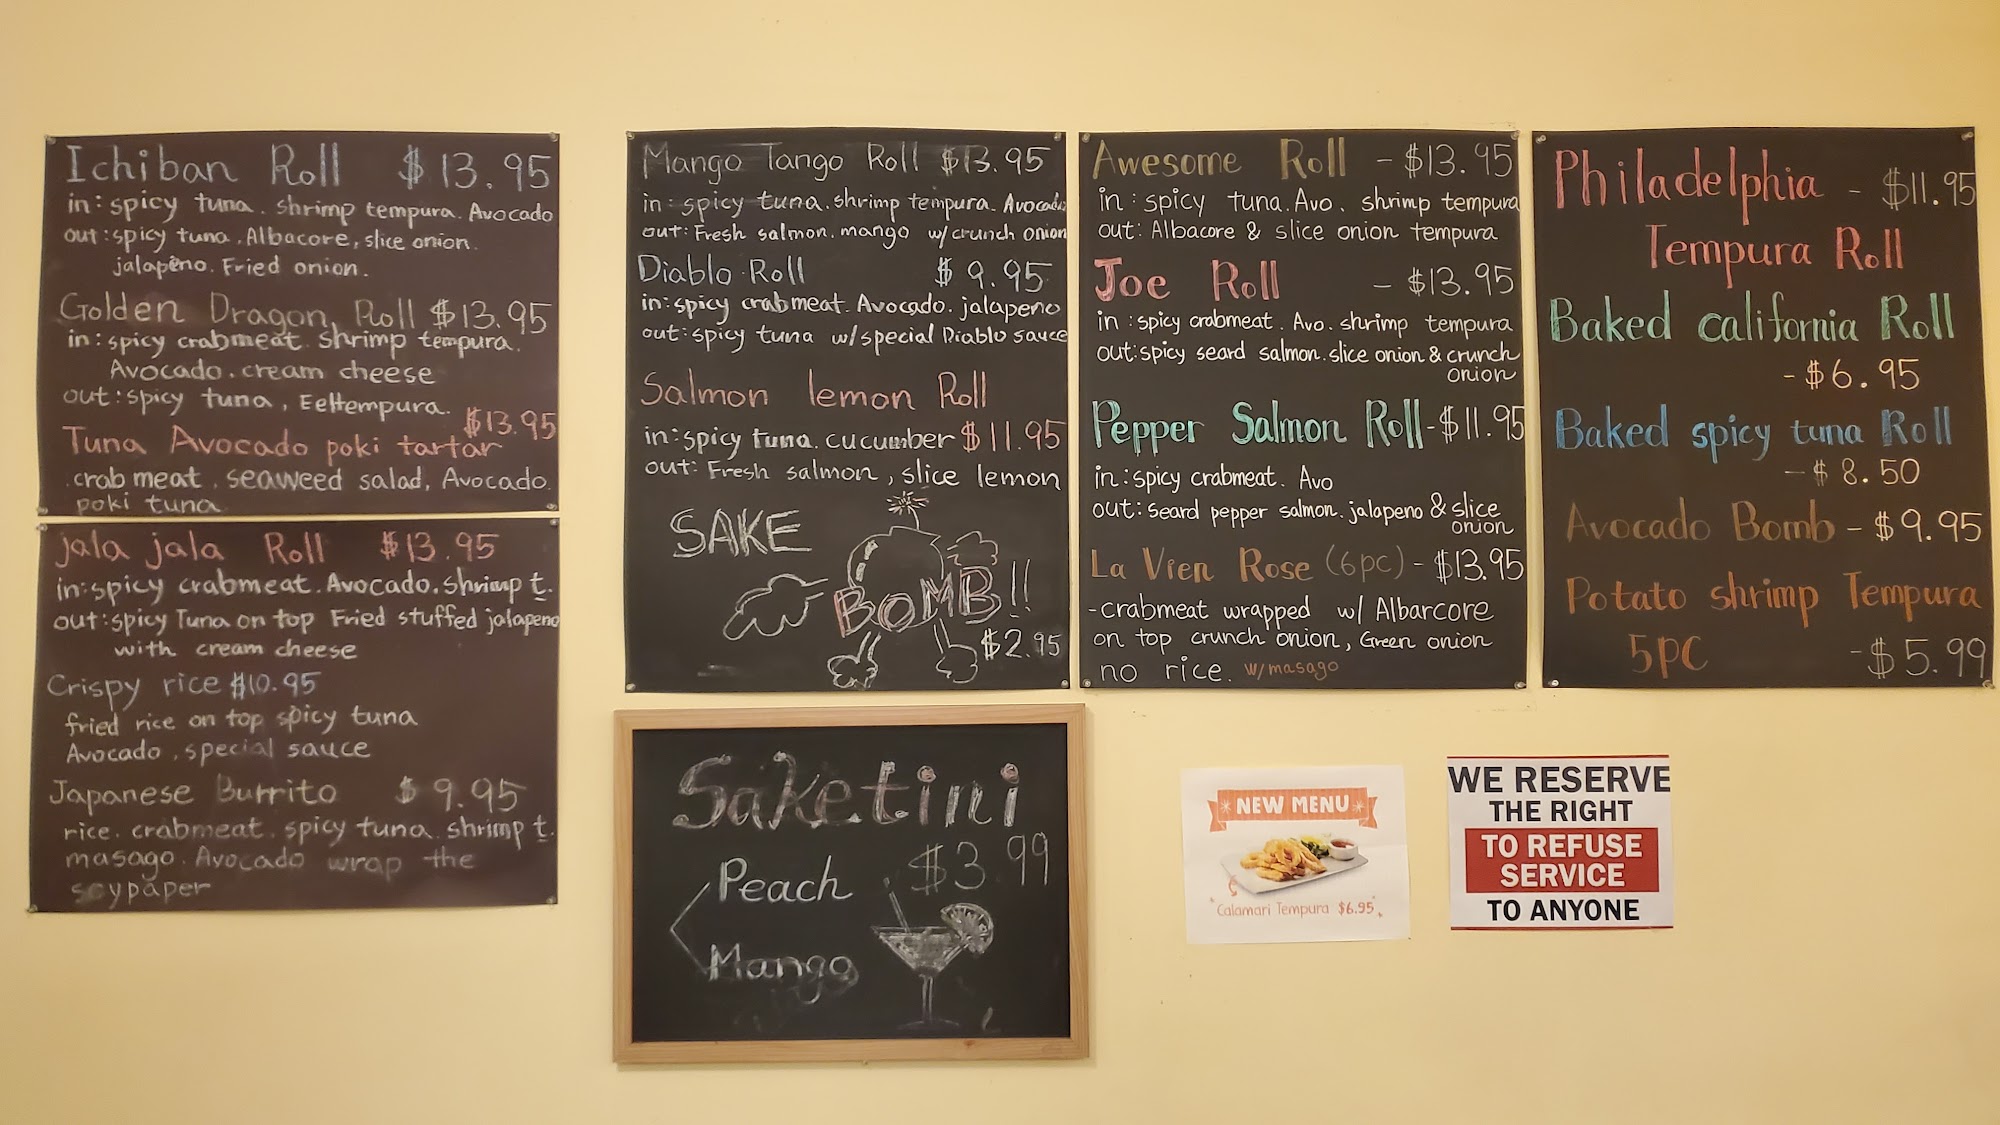 Ichiban Roll $13.95
in: spicy tuna. shrimp tempura. Avocado
out: spicy tuna, Albacore, slice onion.
jalapeno. Fried onion.
Golden Dragon Roll $13.95
in: spicy crabmeat. shrimp tempura.
Avocado. cream cheese
out: spicy tuna, Eeltempura.
$13.95
Tuna Avocado poki tartar
crab meat. seaweed salad, Avocado.
poki tuna
jala jala Roll $13.95
in: spicy crabmeat. Avocado. shrimp t.
out: spicy Tuna on top Fried stuffed jalapeno
with cream cheese
Crispy rice $10.95
fried rice on top spicy tuna
Avocado, special sauce
Japanese Burrito $9.95
rice. crabmeat. spicy tuna. shrimp t.
masago. Avocado wrap the
soypaper
Mango Tango Roll $13.95
in: spicy tuna. shrimp tempura. Avocado
out: Fresh salmon. mango w/ crunch onion
Diablo Roll $9.95
in: spicy crabmeat. Avocado. jalapeno
out: spicy tuna w/ special Diablo sauce
Salmon lemon Roll
in: spicy tuna. cucumber $11.95
out: Fresh salmon, slice lemon
SAKE
BOMB!!
$2.95
Saketini
$3.99
Peach
Mango
Awesome Roll - $13.95
in: spicy tuna. Avo. shrimp tempura
out: Albacore & slice onion tempura
Joe Roll - $13.95
in: spicy crabmeat. Avo. shrimp tempura
out: spicy seard salmon. slice onion & crunch
onion
Pepper Salmon Roll - $11.95
in: spicy crabmeat. Avo
out: seard pepper salmon. jalapeno & slice
onion
La Vien Rose (6pc) - $13.95
- crabmeat wrapped w/ Albarcore
on top crunch onion, Green onion
no rice. w/masago
Philadelphia - $11.95
Tempura Roll
Baked california Roll
- $6.95
Baked spicy tuna Roll
- $8.50
Avocado Bomb - $9.95
Potato shrimp Tempura
5pc - $5.99
NEW MENU
Calamari Tempura $6.95
WE RESERVE
THE RIGHT
TO REFUSE
SERVICE
TO ANYONE